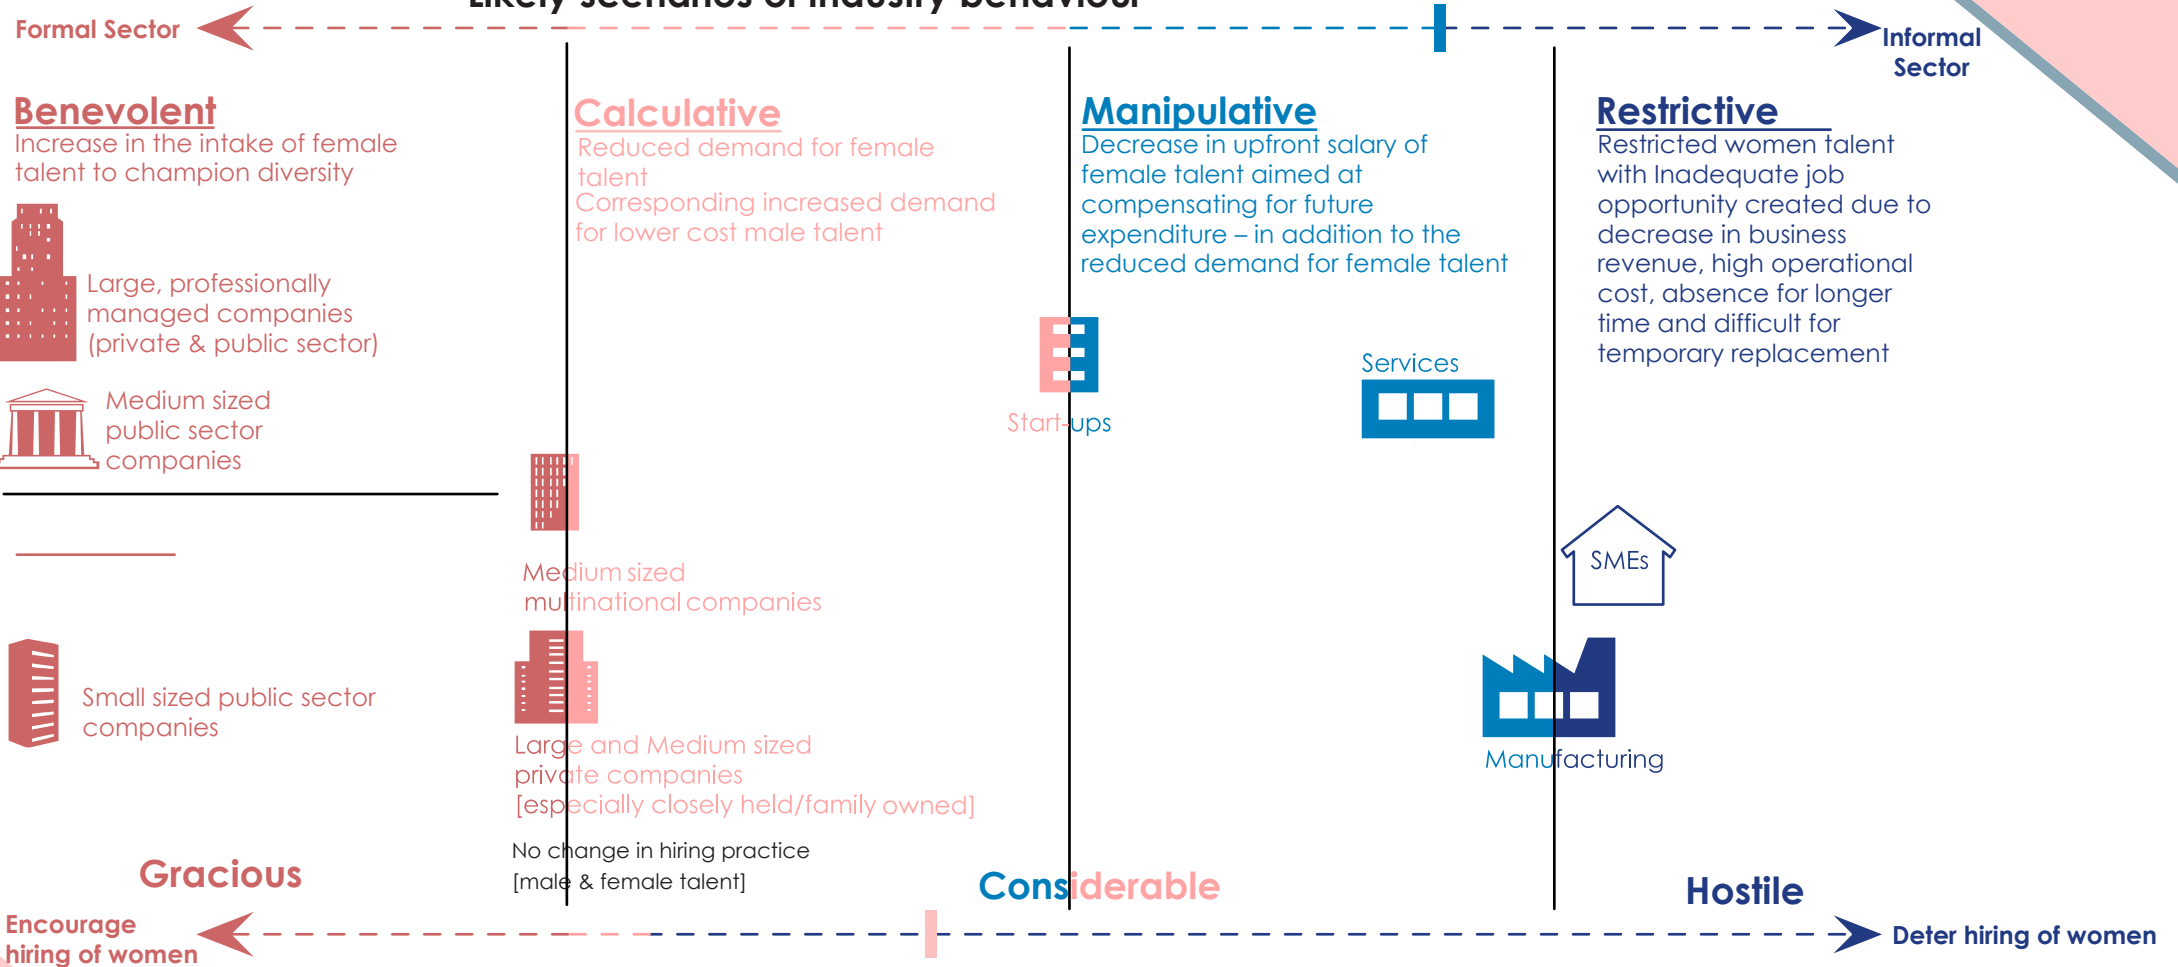 Likely scenarios of industry behaviour
Formal Sector
Informal
Sector
Benevolent
Increase in the intake of female
talent to champion diversity
Large, professionally
managed companies
(private & public sector)
Medium sized
public sector
companies
Small sized public sector
companies
Calculative
Reduced demand for female
talent
Corresponding increased demand
for lower cost male talent
Medium sized
multinational companies
Large and Medium sized
private companies
[especially closely held/family owned]
No change in hiring practice
[male & female talent]
Start-ups
Manipulative
Decrease in upfront salary of
female talent aimed at
compensating for future
expenditure – in addition to the
reduced demand for female talent
Services
Manufacturing
Restrictive
Restricted women talent
with Inadequate job
opportunity created due to
decrease in business
revenue, high operational
cost, absence for longer
time and difficult for
temporary replacement
SMEs
Gracious
Considerable
Hostile
Encourage
hiring of women
Deter hiring of women